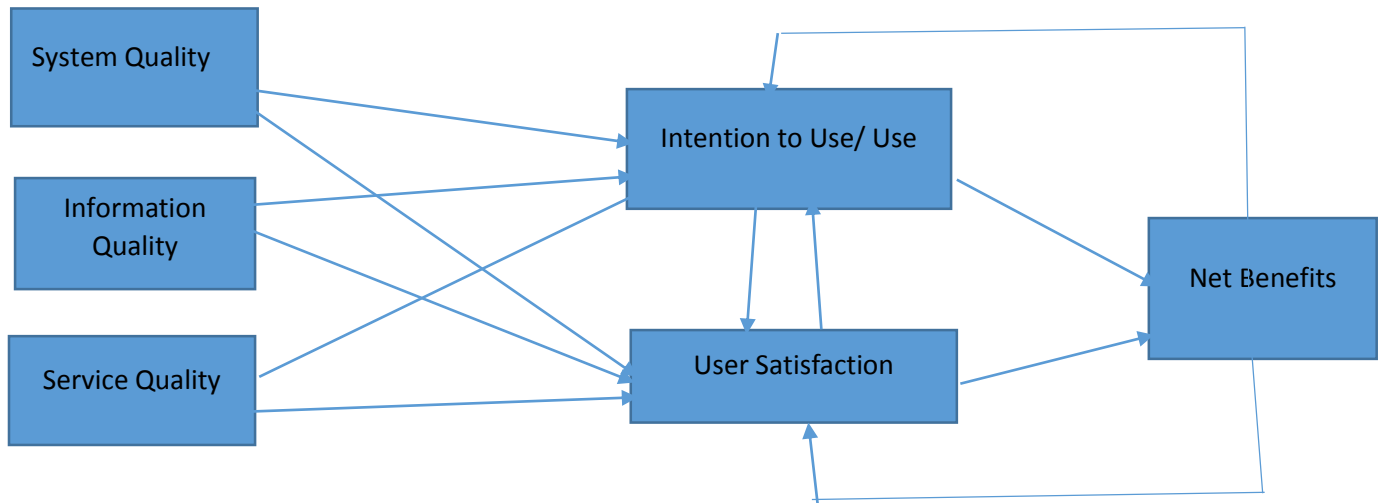 System Quality
Intention to Use/ Use
Information
Quality
Net Benefits
Service Quality
User Satisfaction